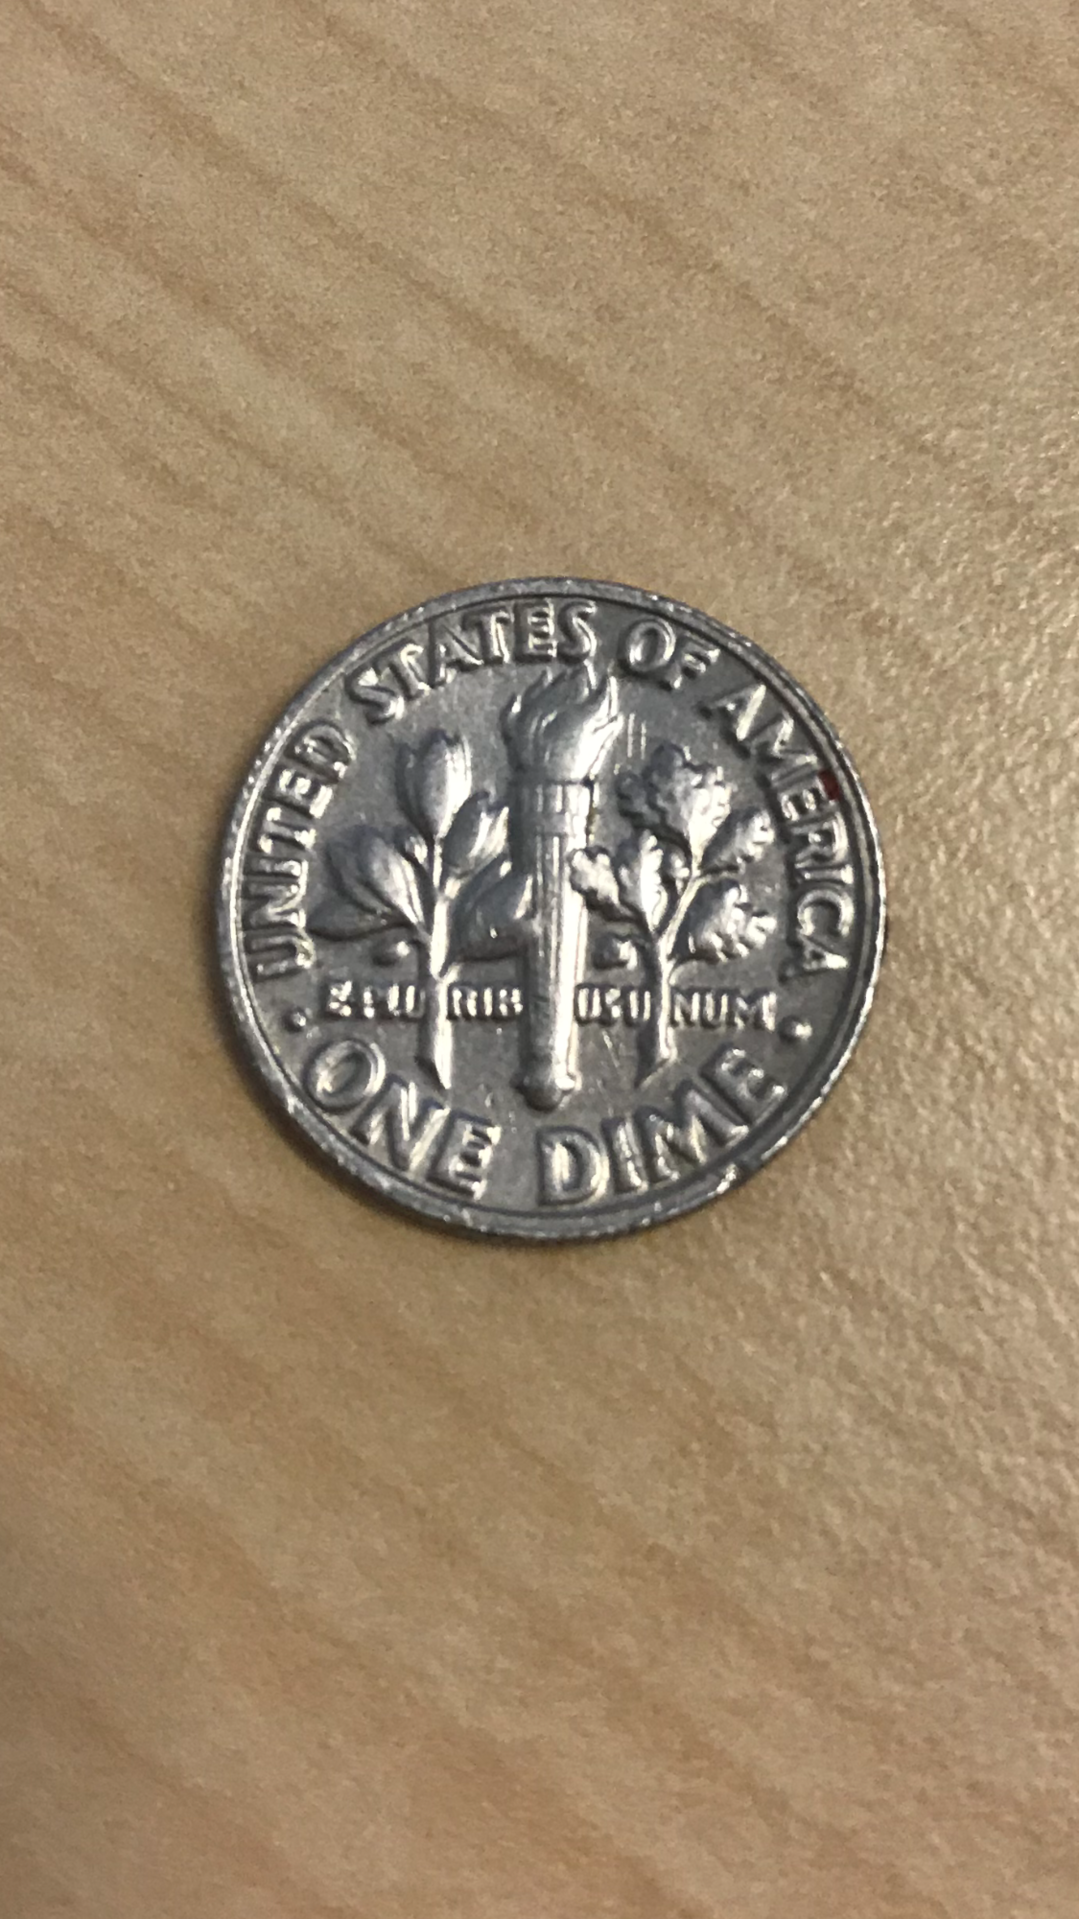 UNITED STATES OF AMERICA
E PLURIBUS UNUM
ONE DIME